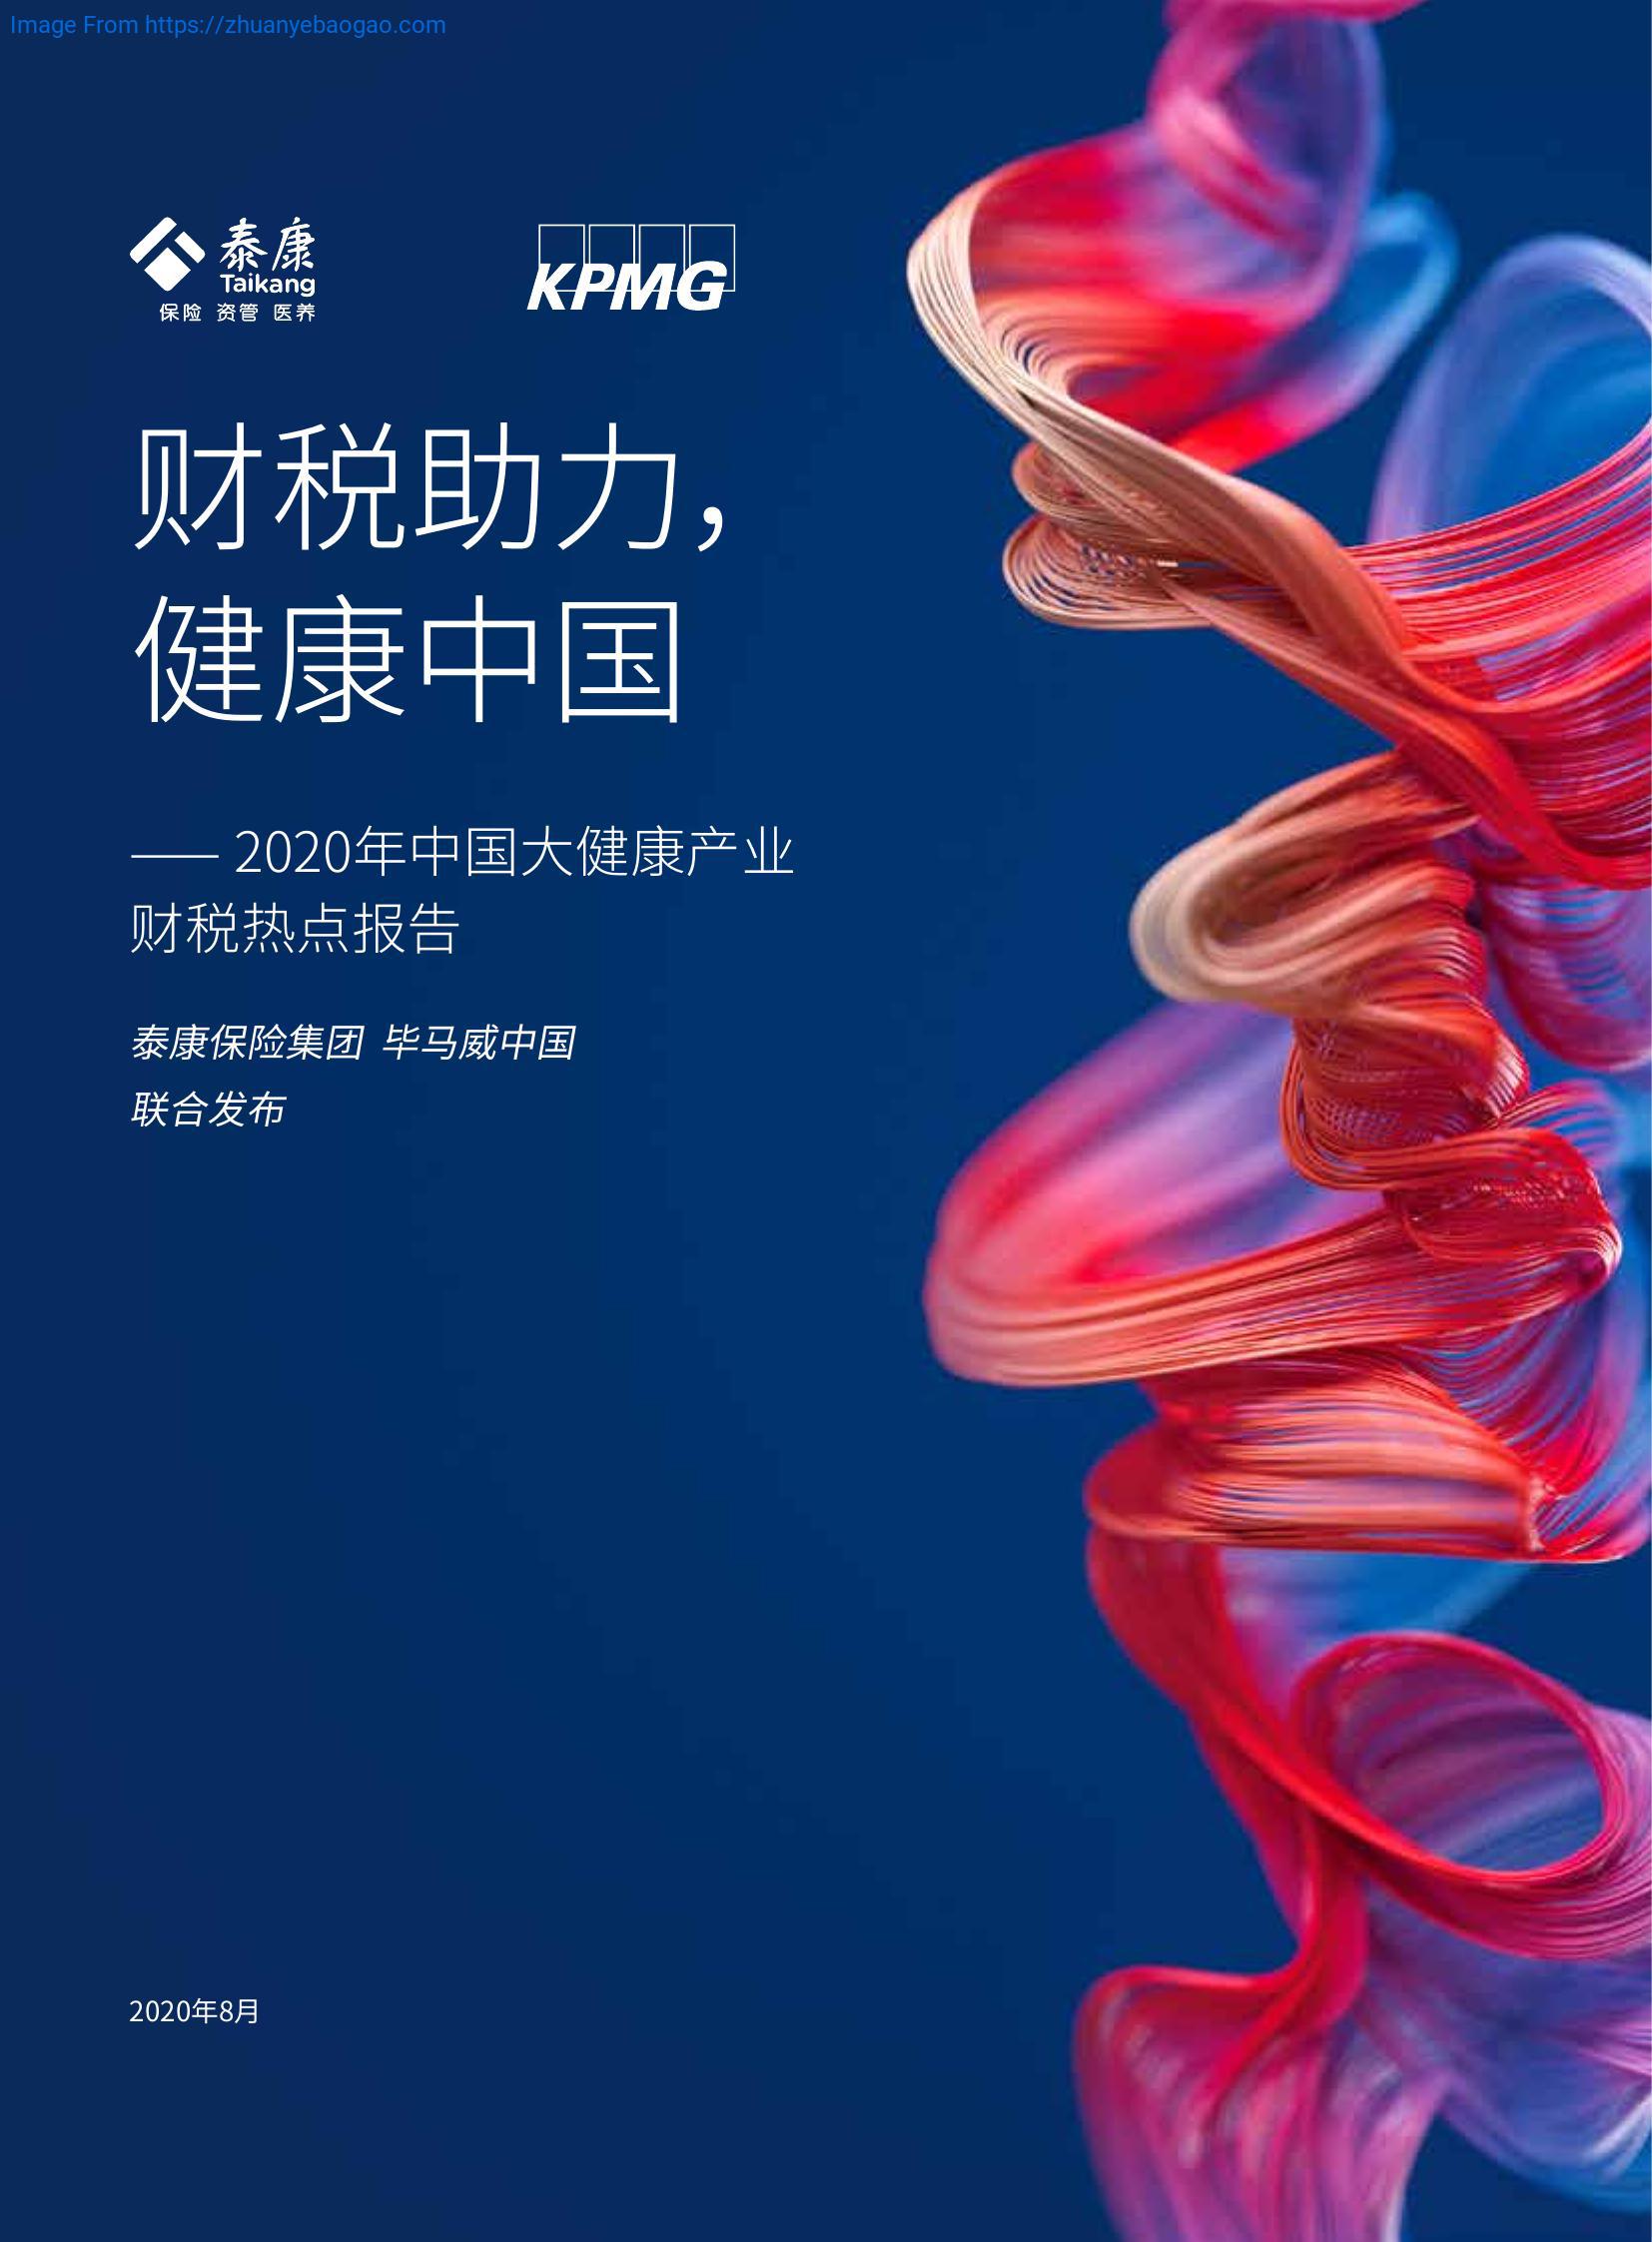 Image From https://zhuanyebaogao.com
泰康
Taikang
保险 资管 医养
KPMG
财税助力，
健康中国
—— 2020年中国大健康产业
财税热点报告
泰康保险集团 毕马威中国
联合发布
2020年8月